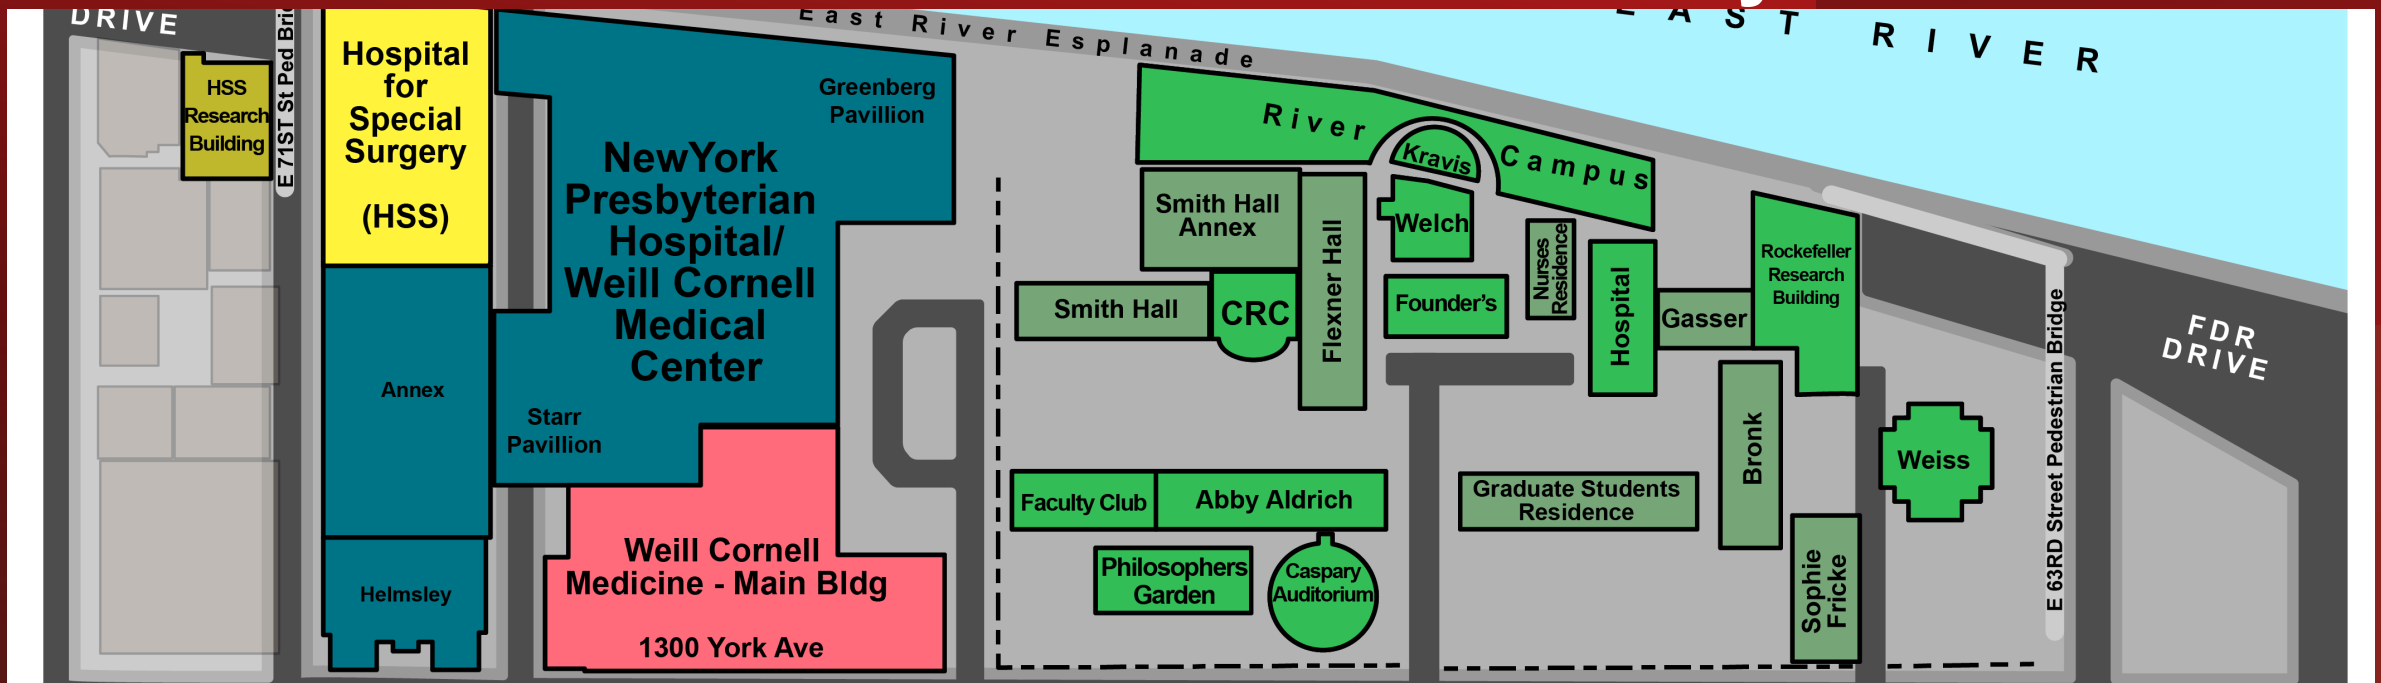 DRIVE
HSS
Research
Building
E 71ST St Ped
Hospital
for
Special
Surgery
(HSS)
Annex
Helmsley
Greenberg
Pavillion
NewYork
Presbyterian
Hospital/
Weill Cornell
Medical
Center
Starr
Pavillion
Weill Cornell
Medicine - Main Bldg
1300 York Ave
East River Esplanade
EAST RIVER
River Campus
Kravis
Smith Hall
Annex
Smith Hall
CRC
Flexner Hall
Welch
Founder's
Nurses
Residence
Hospital
Gasser
Rockefeller
Research
Building
Bronk
Weiss
Faculty Club
Abby Aldrich
Philosophers
Garden
Caspary
Auditorium
Graduate Students
Residence
Sophie
Fricke
E 63RD Street Pedestrian Bridge
FDR
DRIVE